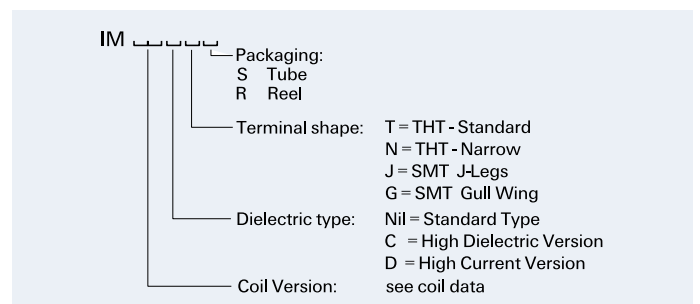 IM
Packaging:
S Tube
R Reel
Terminal shape: T = THT - Standard
N = THT - Narrow
J = SMT J-Legs
G = SMT Gull Wing
Dielectric type: Nil = Standard Type
C = High Dielectric Version
D = High Current Version
Coil Version: see coil data